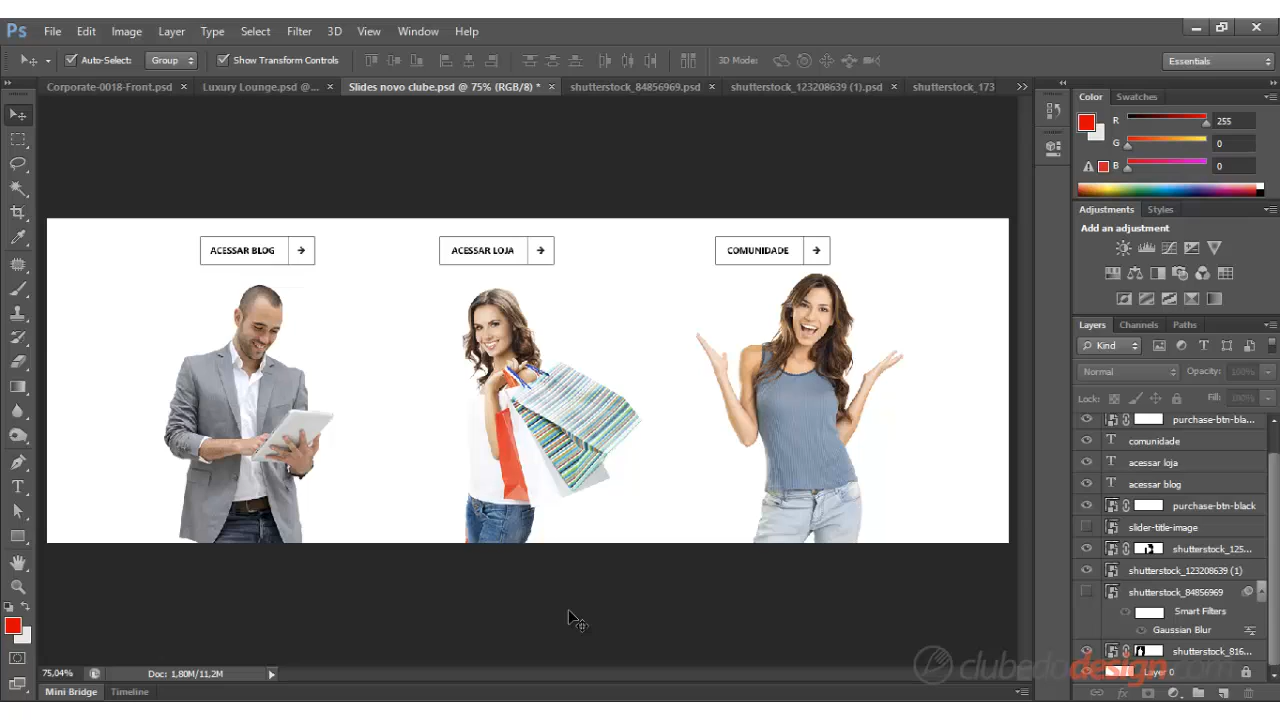 Ps File Edit Image Layer Type Select Filter 3D View Window Help
Auto-Select: Group Show Transform Controls 3D Mode: Essentials
Corporate-0018-Front.psd × Luxury Lounge.psd @... × Slides novo clube.psd @ 75% (RGB/8) * × shutterstock_84856969.psd × shutterstock_123208639 (1).psd × shutterstock_173 >>
Color Swatches
R 255
G 0
B 0
Adjustments Styles
Add an adjustment
ACESSAR BLOG
ACESSAR LOJA
COMUNIDADE
Layers Channels Paths
Kind
Normal Opacity: 100%
Lock: Fill: 100%
purchase-btn-bla...
comunidade
acessar loja
acessar blog
purchase-btn-black
slider-title-image
shutterstock_125...
shutterstock_123208639 (1)
shutterstock_84856969
Smart Filters
Gaussian Blur
shutterstock_816...
Layer 0
clubedodesign.com
75,04% Doc: 1,80M/11,2M
Mini Bridge Timeline